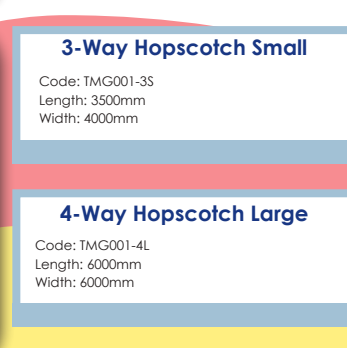 3-Way Hopscotch Small
Code: TMG001-3S
Length: 3500mm
Width: 4000mm
4-Way Hopscotch Large
Code: TMG001-4L
Length: 6000mm
Width: 6000mm